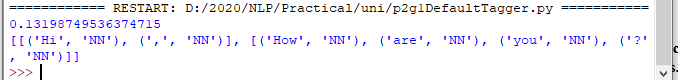 ============ RESTART: D:/2020/NLP/Practical/uni/p2g1DefaultTagger.py ===========
0.13198749536374715
[[('Hi', 'NN'), (',', 'NN')], [('How', 'NN'), ('are', 'NN'), ('you', 'NN'), ('?'
, 'NN')]]
>>>